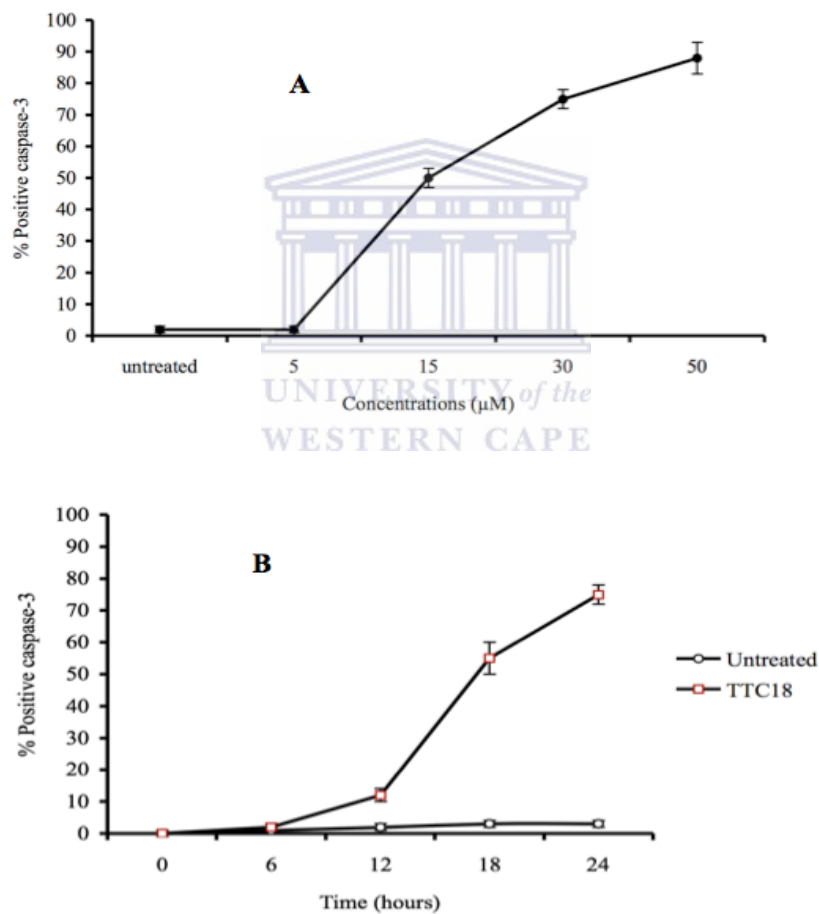 100
90
80
70
60
50
40
30
20
10
0
% Positive caspase-3
A
untreated 5 15 30 50
Concentrations (µM)
UNIVERSITY of the
WESTERN CAPE
100
90
80
70
60
50
40
30
20
10
0
% Positive caspase-3
B
Untreated
TTC18
0 6 12 18 24
Time (hours)